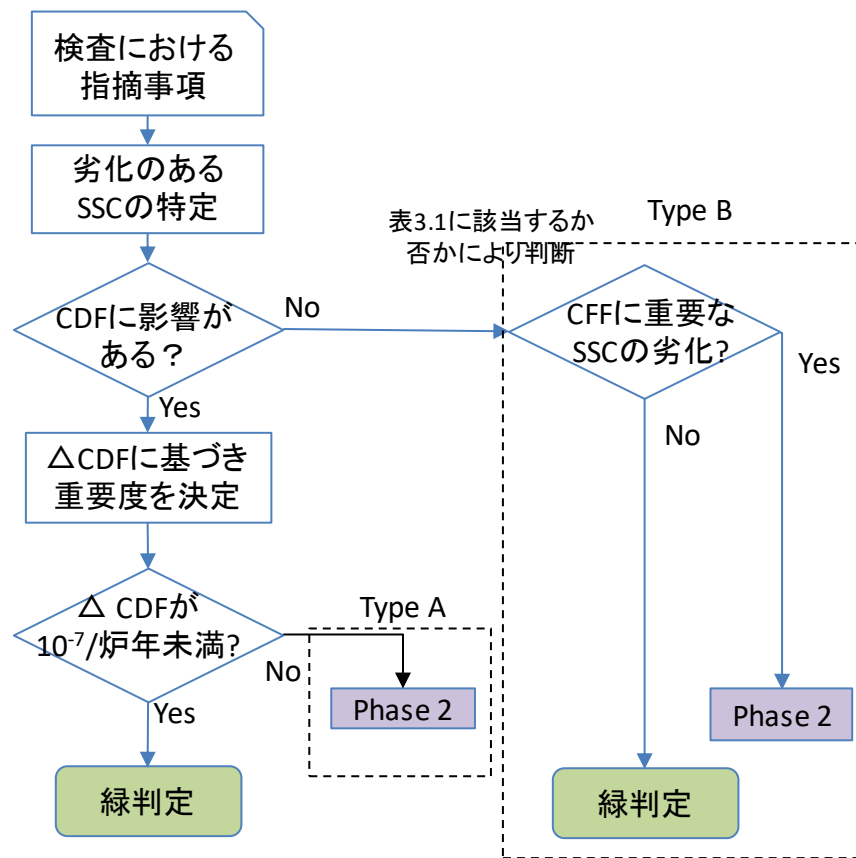 検査における
指摘事項
劣化のある
SSCの特定
表3.1に該当するか
否かにより判断
Type B
CDFに影響が
ある？
No
CFFに重要な
SSCの劣化?
Yes
Yes
No
△CDFに基づき
重要度を決定
△ CDFが
10⁻⁷/炉年未満?
Type A
No
Phase 2
Phase 2
Yes
緑判定
緑判定